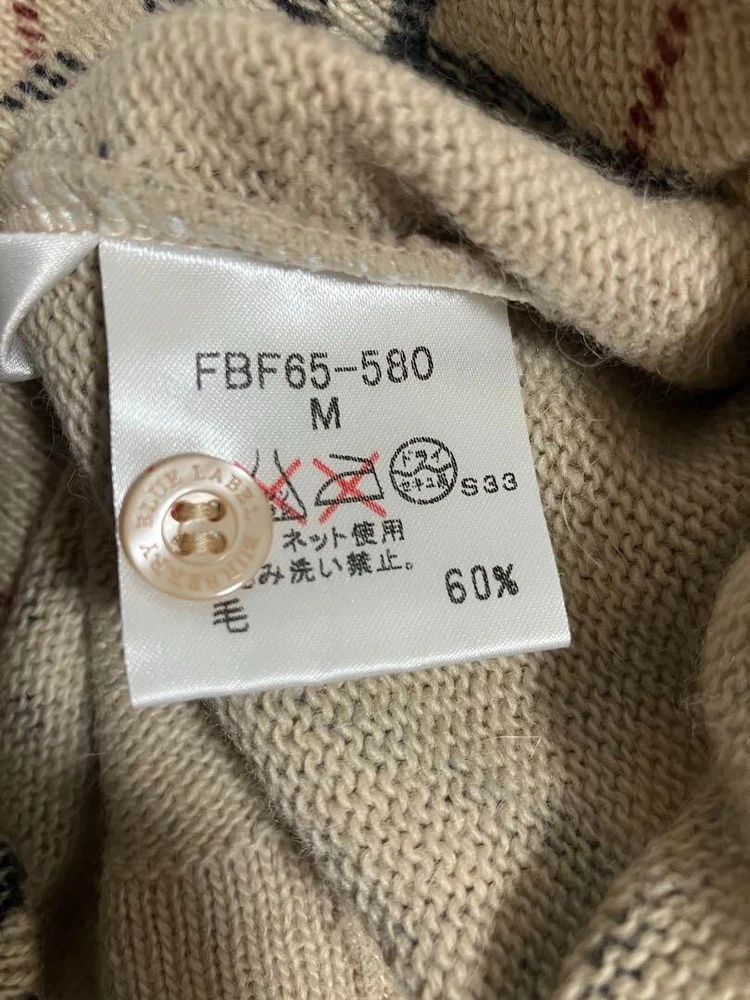 FBF65-580
M
ドライ
セキユ系
S33
ネット使用
み洗い禁止。
毛 60%
BLUE LABEL
BURBERRY